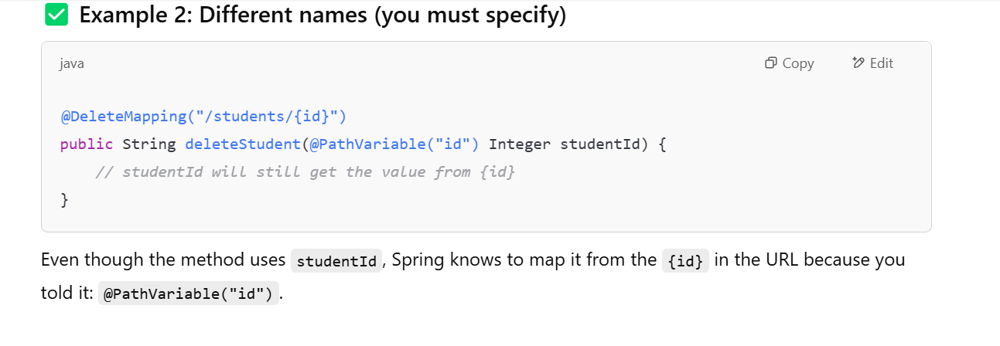 ✅ Example 2: Different names (you must specify)
java Copy Edit
@DeleteMapping("/students/{id}")
public String deleteStudent(@PathVariable("id") Integer studentId) {
    // studentId will still get the value from {id}
}
Even though the method uses studentId, Spring knows to map it from the {id} in the URL because you
told it: @PathVariable("id").